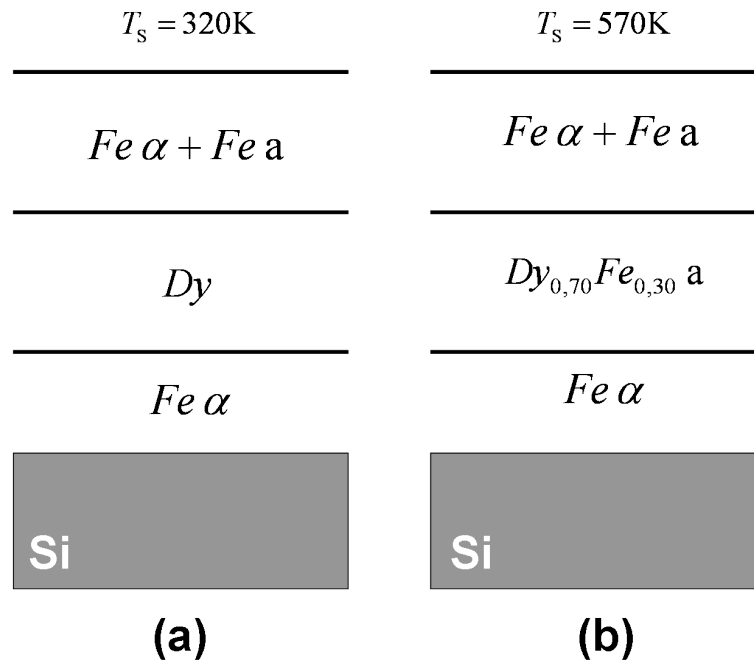 T_S = 320K
Fe α + Fe a
Dy
Fe α
Si
(a)
T_S = 570K
Fe α + Fe a
Dy_{0,70}Fe_{0,30} a
Fe α
Si
(b)